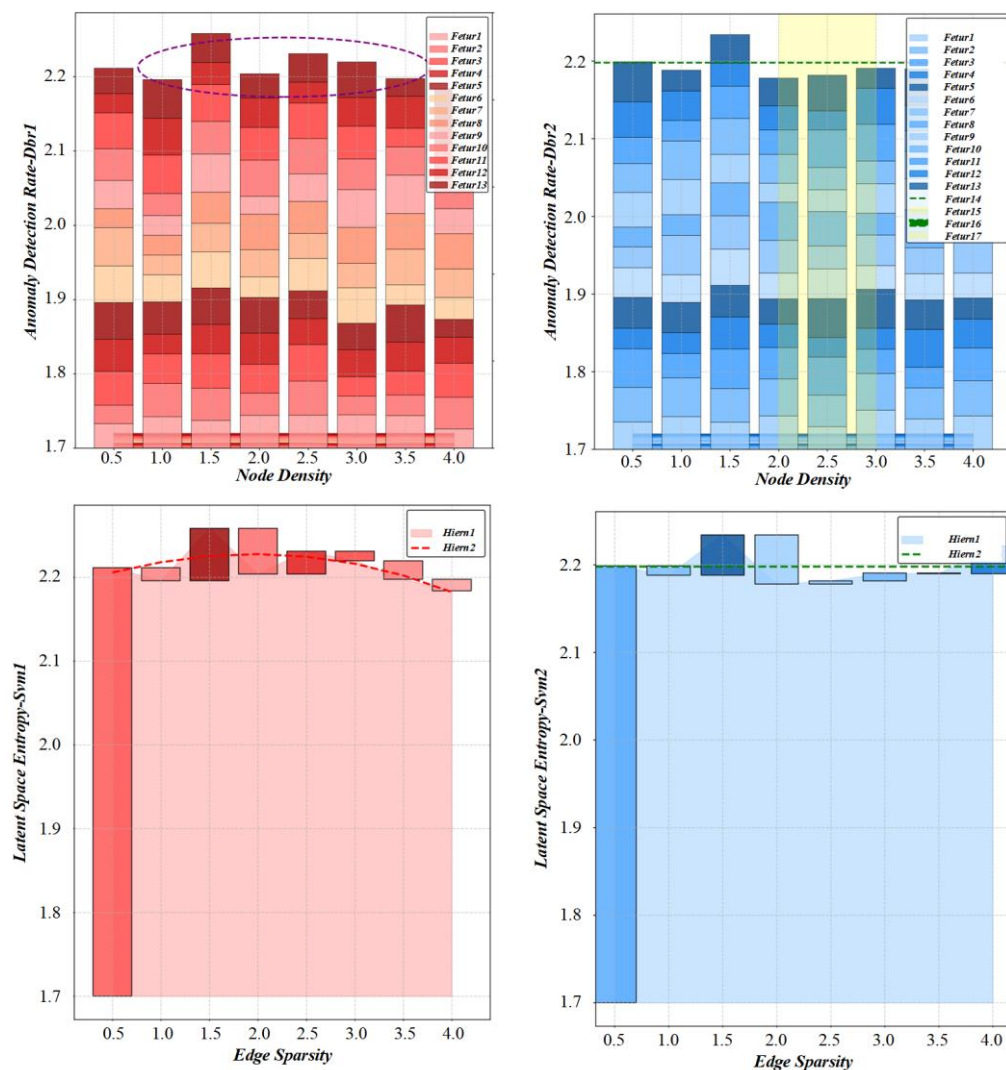 Anomaly Detection Rate-Dbr1
2.2
2.1
2.0
1.9
1.8
1.7
0.5 1.0 1.5 2.0 2.5 3.0 3.5 4.0
Node Density
Fetur1
Fetur2
Fetur3
Fetur4
Fetur5
Fetur6
Fetur7
Fetur8
Fetur9
Fetur10
Fetur11
Fetur12
Fetur13
Anomaly Detection Rate-Dbr2
2.2
2.1
2.0
1.9
1.8
1.7
0.5 1.0 1.5 2.0 2.5 3.0 3.5 4.0
Node Density
Fetur1
Fetur2
Fetur3
Fetur4
Fetur5
Fetur6
Fetur7
Fetur8
Fetur9
Fetur10
Fetur11
Fetur12
Fetur13
Fetur14
Fetur15
Fetur16
Fetur17
Latent Space Entropy-Svm1
2.2
2.1
2.0
1.9
1.8
1.7
0.5 1.0 1.5 2.0 2.5 3.0 3.5 4.0
Edge Sparsity
Hiern1
Hiern2
Latent Space Entropy-Svm2
2.2
2.1
2.0
1.9
1.8
1.7
0.5 1.0 1.5 2.0 2.5 3.0 3.5 4.0
Edge Sparsity
Hiern1
Hiern2